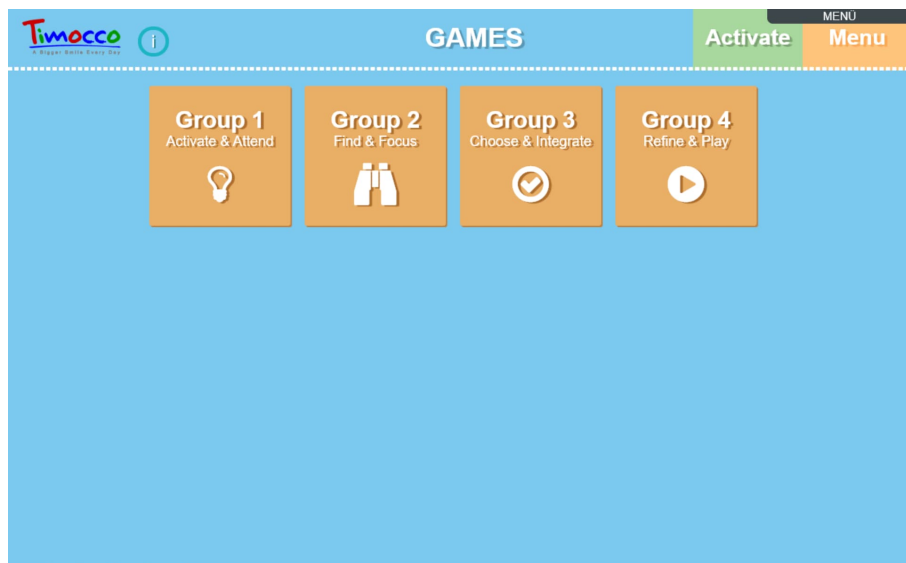 Timocco
A Bigger Smile Every Day
i
GAMES
Activate
MENÚ
Menu
Group 1
Activate & Attend
Group 2
Find & Focus
Group 3
Choose & Integrate
Group 4
Refine & Play